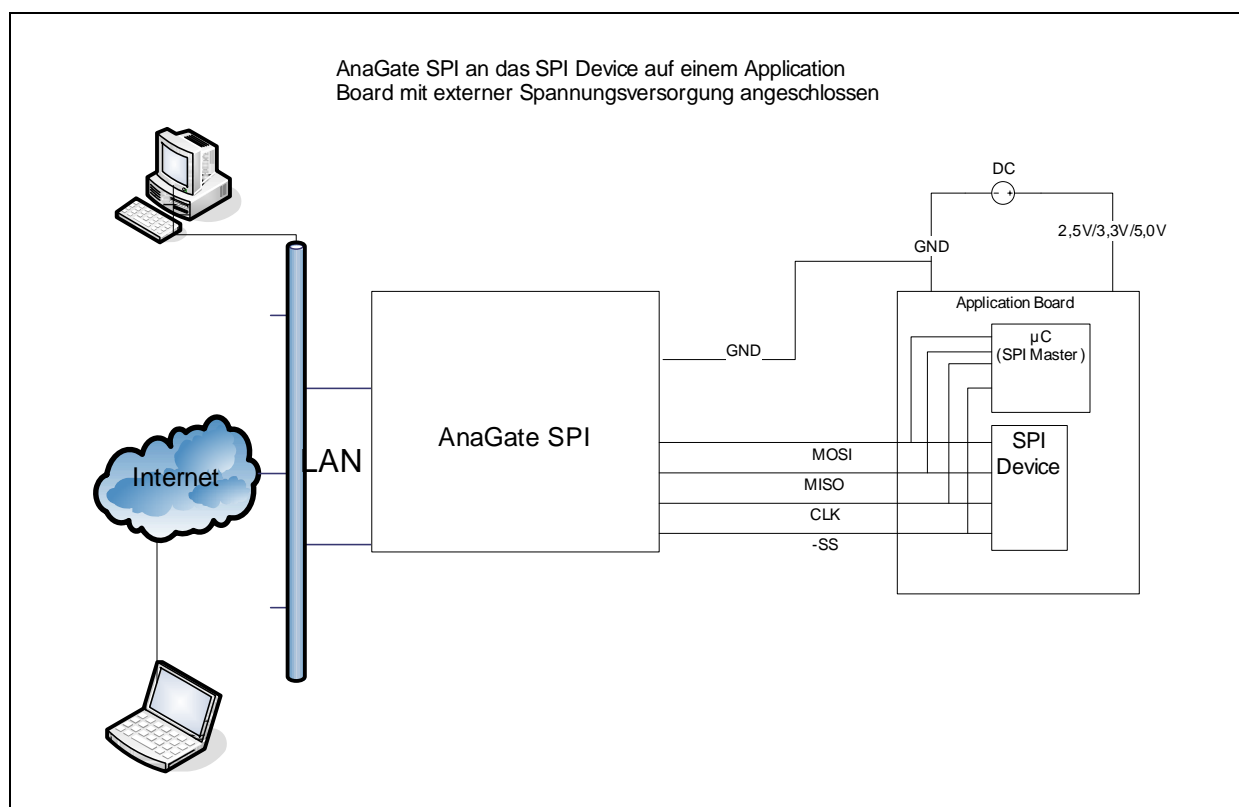 AnaGate SPI an das SPI Device auf einem Application
Board mit externer Spannungsversorgung angeschlossen
DC
- +
GND
2,5V/3,3V/5,0V
Application Board
GND
µC
(SPI Master)
AnaGate SPI
SPI
Device
LAN
Internet
MOSI
MISO
CLK
-SS